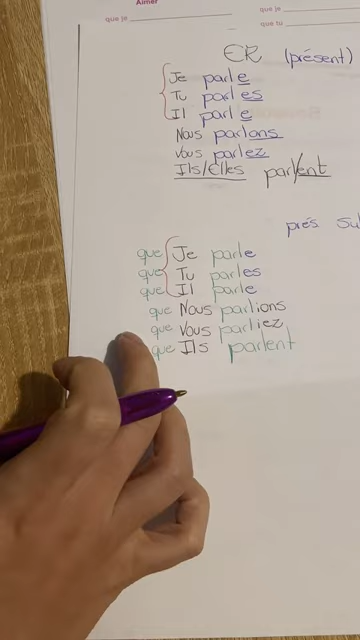 Aimer
que je
que je
que tu
ER (présent)
Je parle
Tu parles
Il parle
Nous parlons
Vous parlez
Ils/Elles parlent
prés. Su
que Je parle
que Tu parles
que Il parle
que Nous parlions
que Vous parliez
que Ils parlent